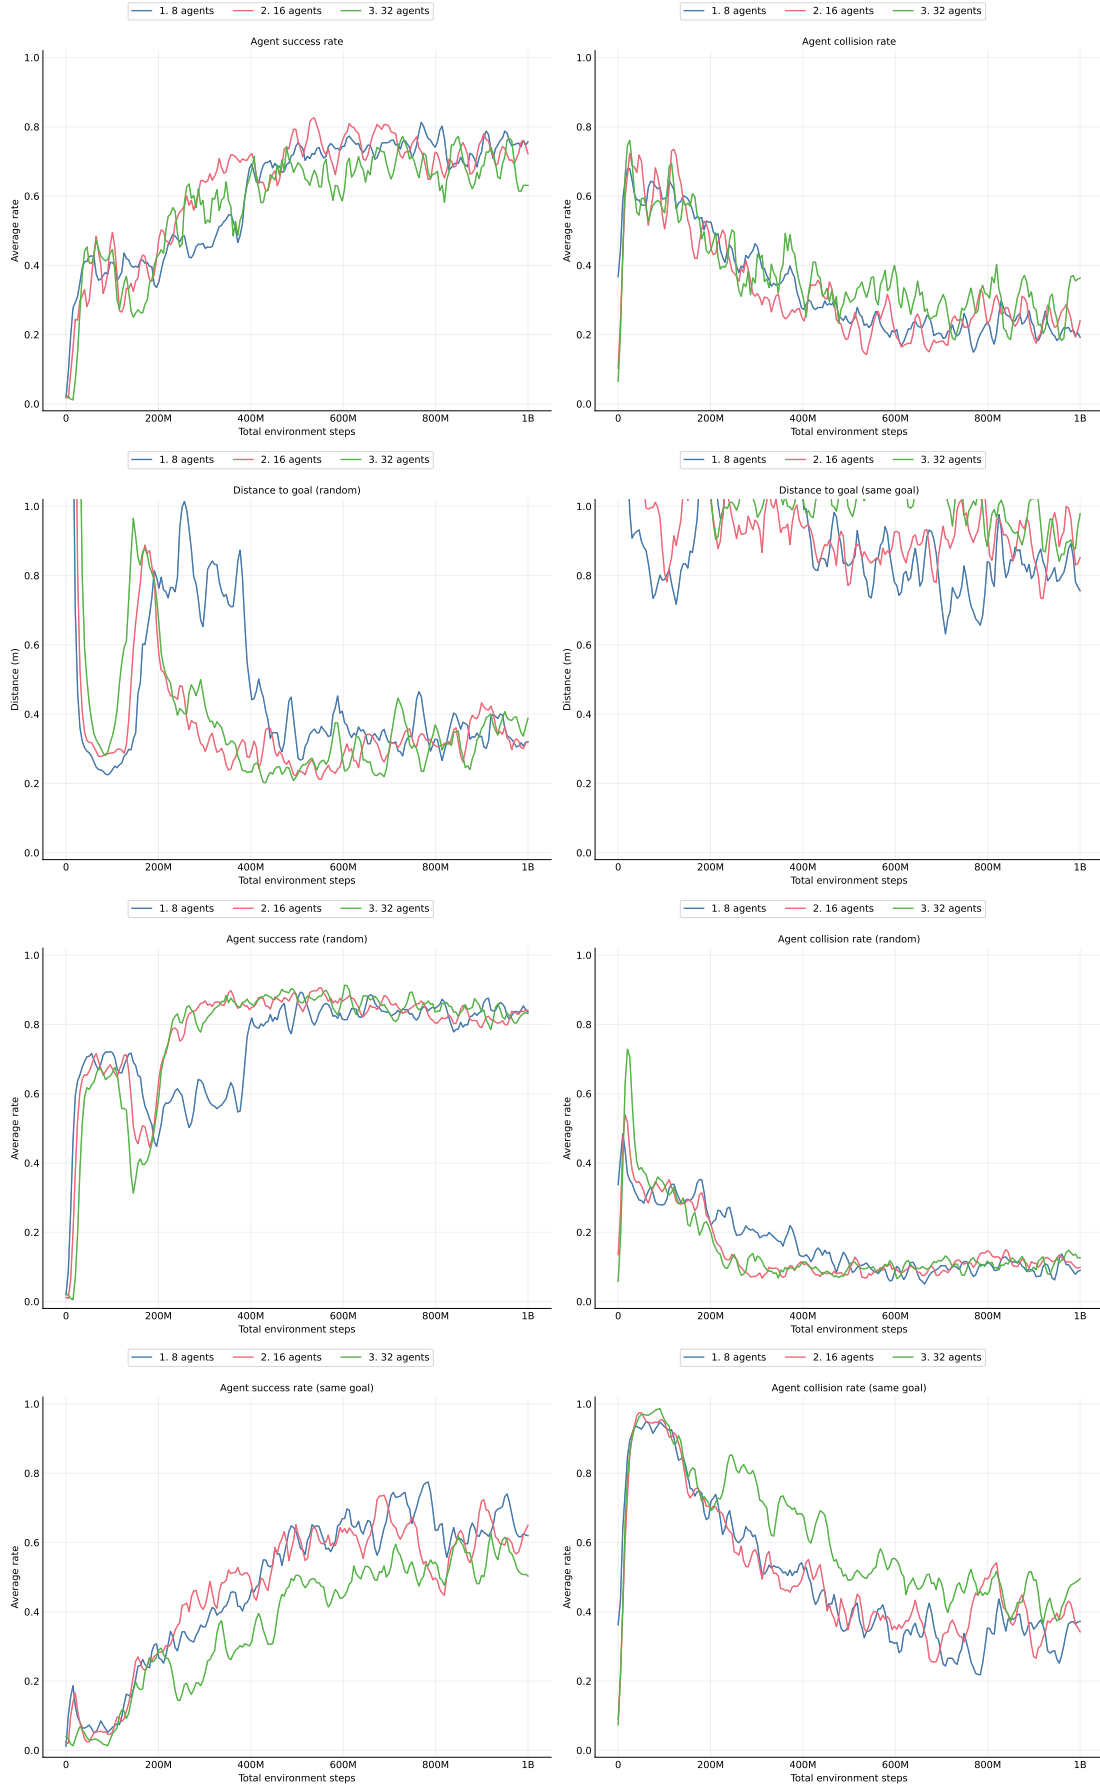 1. 8 agents 2. 16 agents 3. 32 agents
Agent success rate
1.0
0.8
0.6
0.4
0.2
0.0
Average rate
0 200M 400M 600M 800M 1B
Total environment steps
1. 8 agents 2. 16 agents 3. 32 agents
Agent collision rate
1.0
0.8
0.6
0.4
0.2
0.0
Average rate
0 200M 400M 600M 800M 1B
Total environment steps
1. 8 agents 2. 16 agents 3. 32 agents
Distance to goal (random)
1.0
0.8
0.6
0.4
0.2
0.0
Distance (m)
0 200M 400M 600M 800M 1B
Total environment steps
1. 8 agents 2. 16 agents 3. 32 agents
Distance to goal (same goal)
1.0
0.8
0.6
0.4
0.2
0.0
Distance (m)
0 200M 400M 600M 800M 1B
Total environment steps
1. 8 agents 2. 16 agents 3. 32 agents
Agent success rate (random)
1.0
0.8
0.6
0.4
0.2
0.0
Average rate
0 200M 400M 600M 800M 1B
Total environment steps
1. 8 agents 2. 16 agents 3. 32 agents
Agent collision rate (random)
1.0
0.8
0.6
0.4
0.2
0.0
Average rate
0 200M 400M 600M 800M 1B
Total environment steps
1. 8 agents 2. 16 agents 3. 32 agents
Agent success rate (same goal)
1.0
0.8
0.6
0.4
0.2
0.0
Average rate
0 200M 400M 600M 800M 1B
Total environment steps
1. 8 agents 2. 16 agents 3. 32 agents
Agent collision rate (same goal)
1.0
0.8
0.6
0.4
0.2
0.0
Average rate
0 200M 400M 600M 800M 1B
Total environment steps